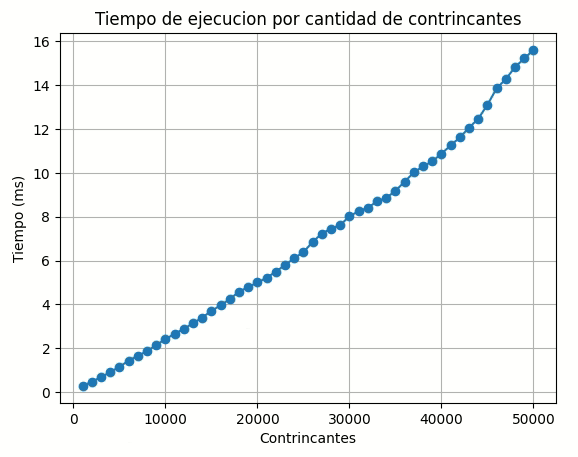 Tiempo de ejecucion por cantidad de contrincantes
16
14
12
10
8
6
4
2
0
Tiempo (ms)
0 10000 20000 30000 40000 50000
Contrincantes